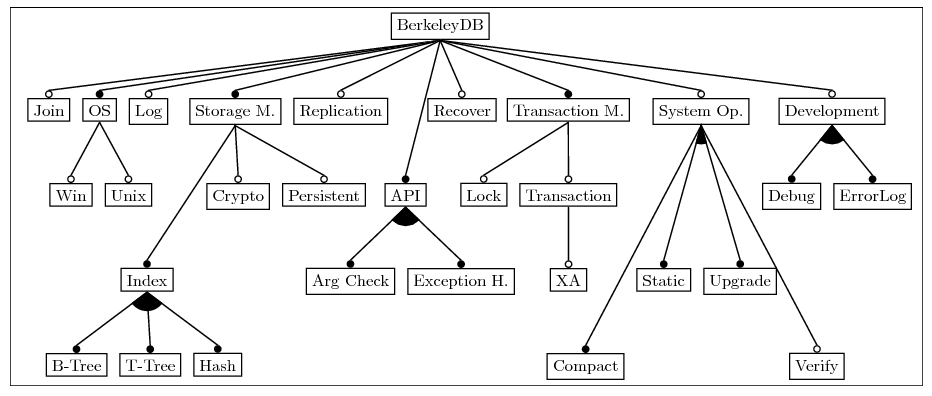 BerkeleyDB
Join OS Log Storage M. Replication Recover Transaction M. System Op. Development
Win Unix Crypto Persistent API Lock Transaction Debug ErrorLog
Index Arg Check Exception H. XA Static Upgrade
B-Tree T-Tree Hash Compact Verify